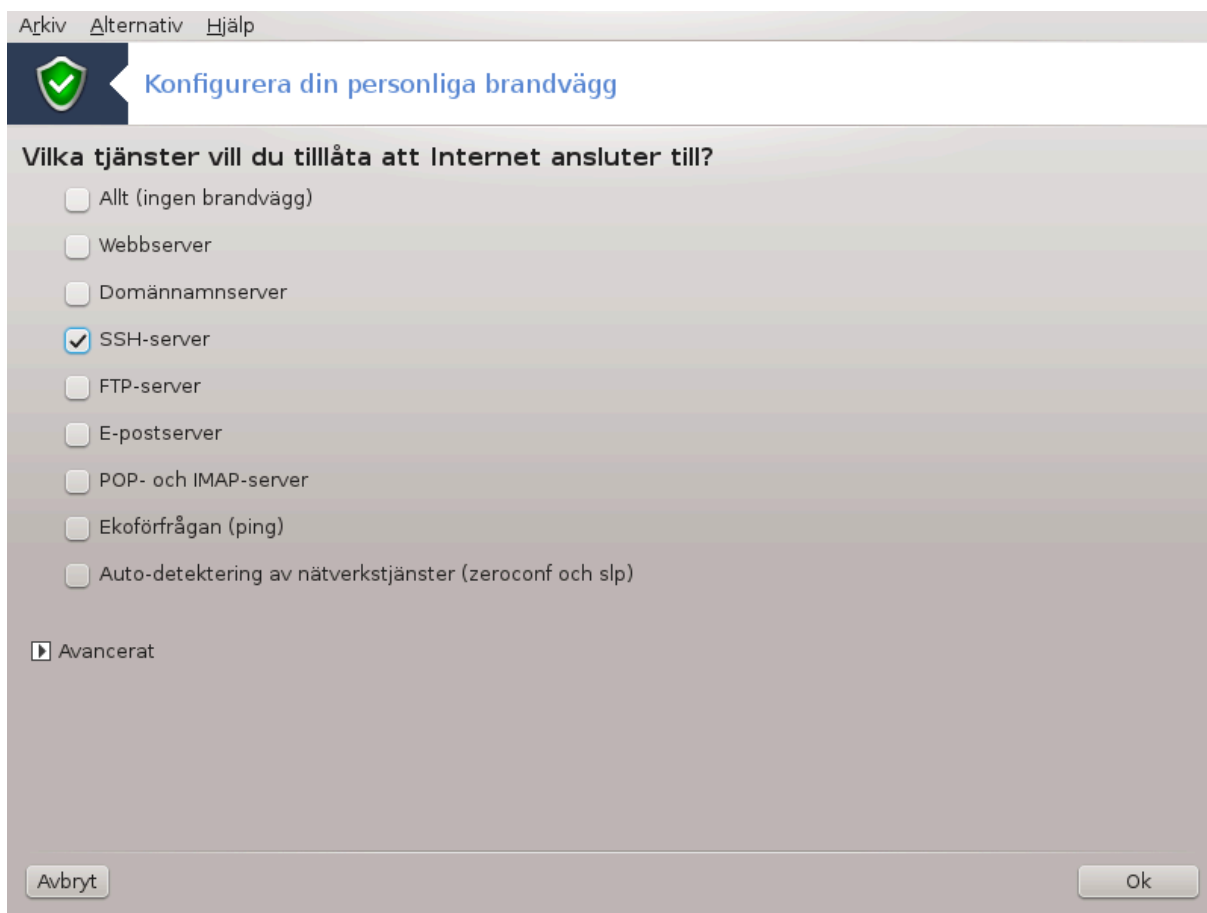 Arkiv Alternativ Hjälp
Konfigurera din personliga brandvägg
Vilka tjänster vill du tilllåta att Internet ansluter till?
Allt (ingen brandvägg)
Webbserver
Domännamnserver
SSH-server
FTP-server
E-postserver
POP- och IMAP-server
Ekoförfrågan (ping)
Auto-detektering av nätverkstjänster (zeroconf och slp)
Avancerat
Avbryt Ok